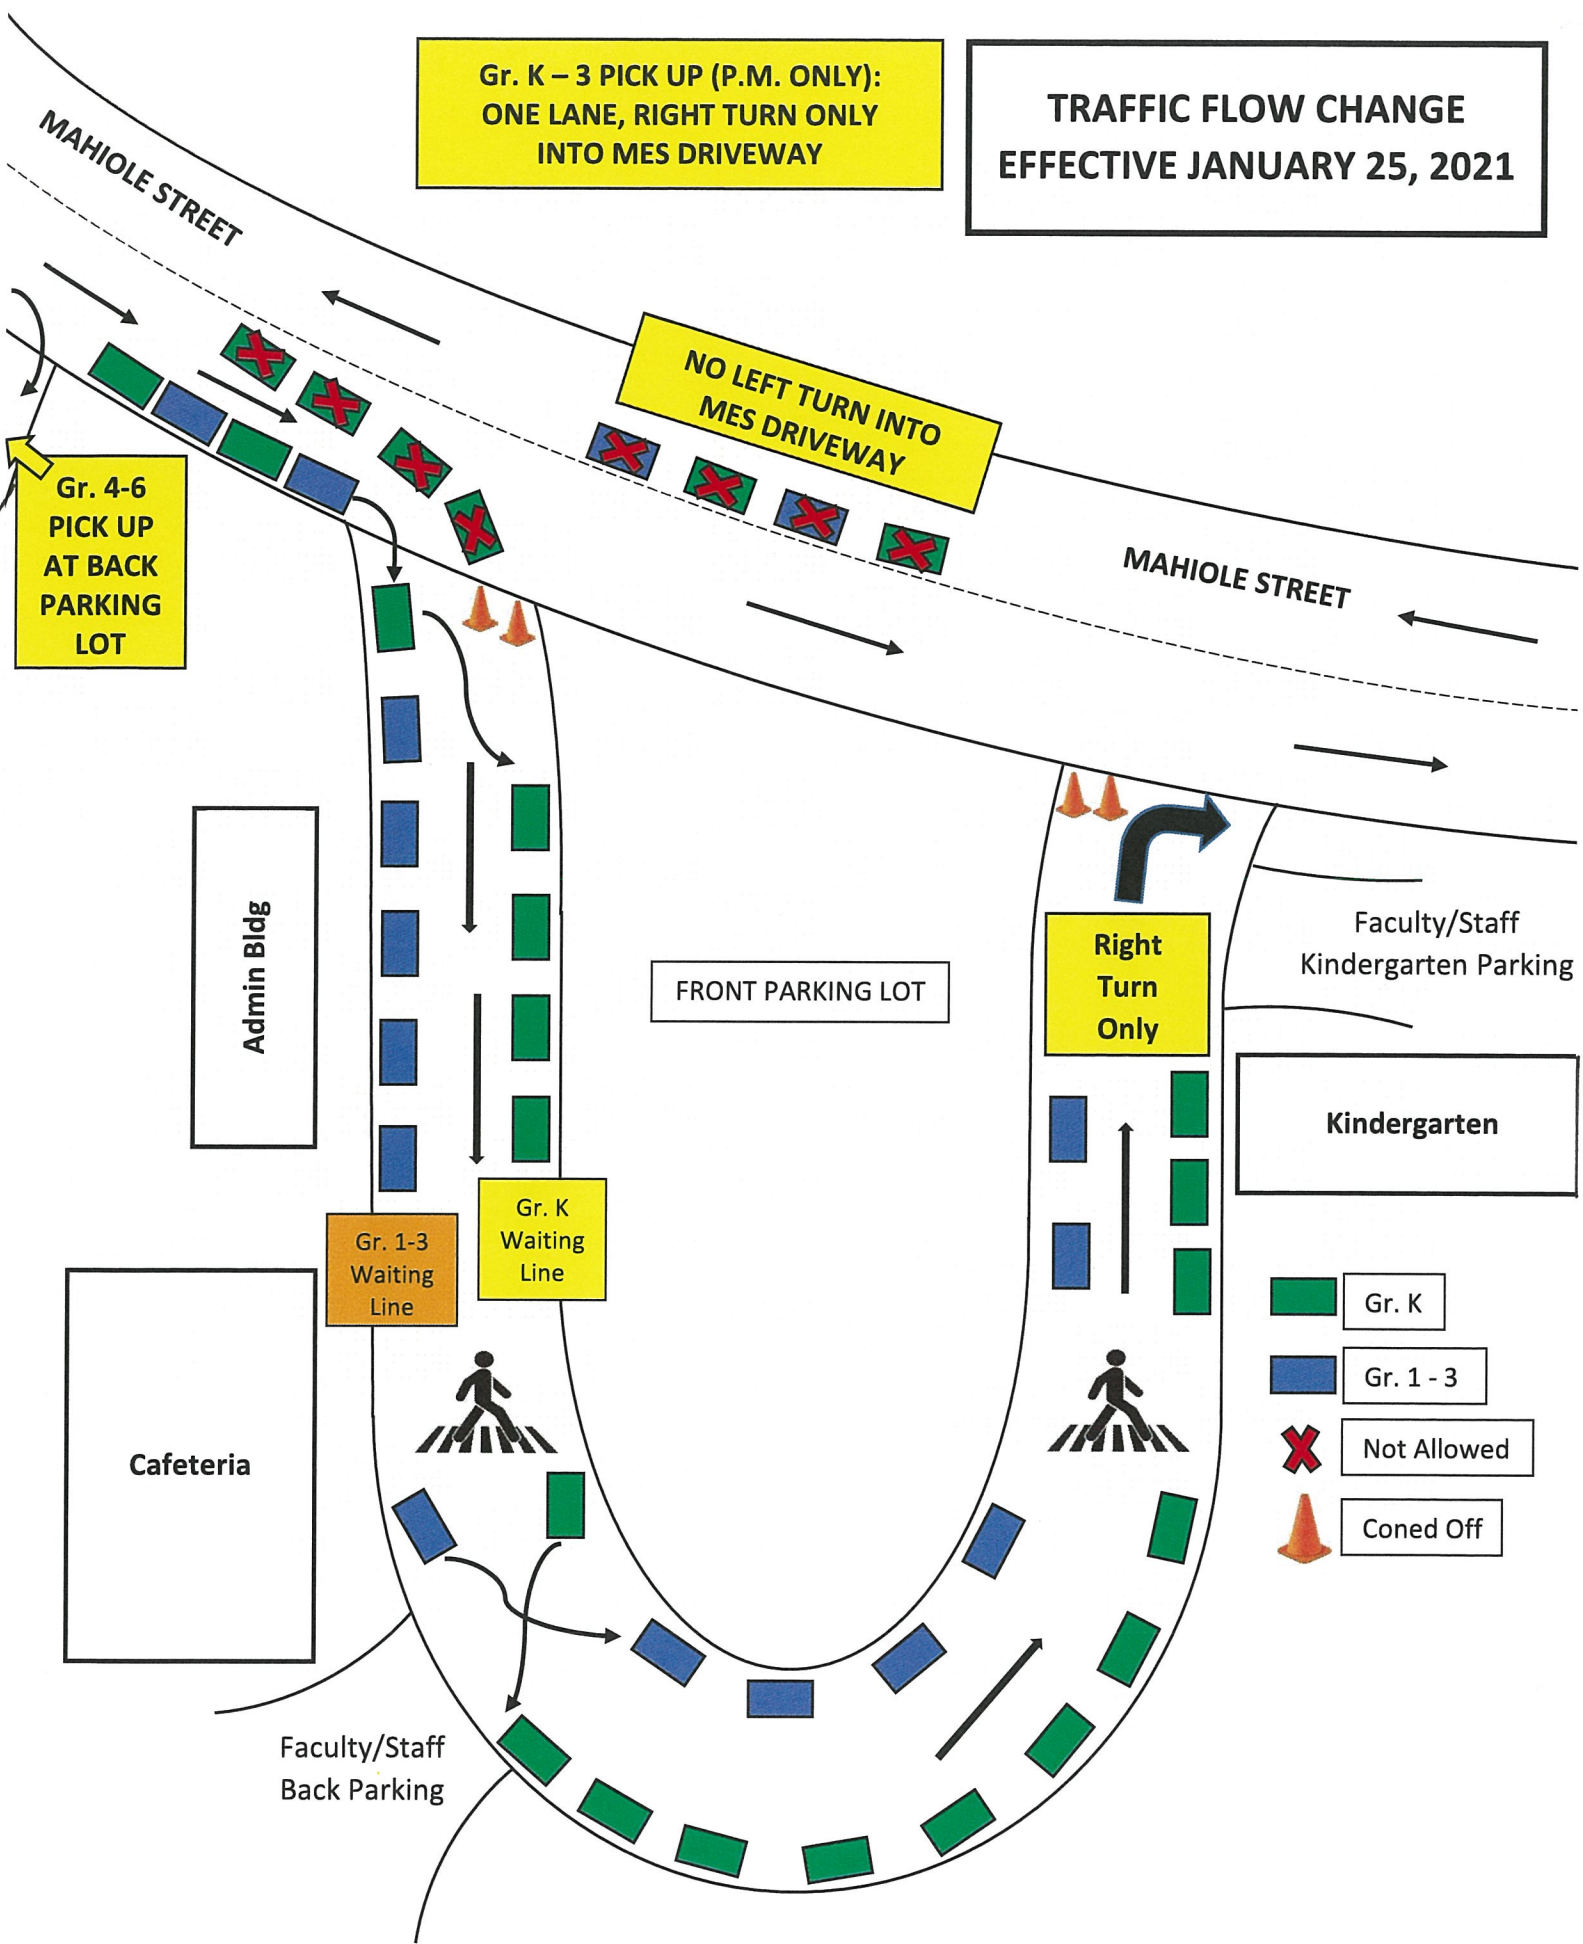 Gr. K – 3 PICK UP (P.M. ONLY):
ONE LANE, RIGHT TURN ONLY
INTO MES DRIVEWAY
TRAFFIC FLOW CHANGE
EFFECTIVE JANUARY 25, 2021
MAHIOLE STREET
NO LEFT TURN INTO
MES DRIVEWAY
MAHIOLE STREET
Gr. 4-6
PICK UP
AT BACK
PARKING
LOT
Admin Bldg
FRONT PARKING LOT
Right
Turn
Only
Faculty/Staff
Kindergarten Parking
Kindergarten
Gr. 1-3
Waiting
Line
Gr. K
Waiting
Line
Cafeteria
Gr. K
Gr. 1 - 3
Not Allowed
Coned Off
Faculty/Staff
Back Parking